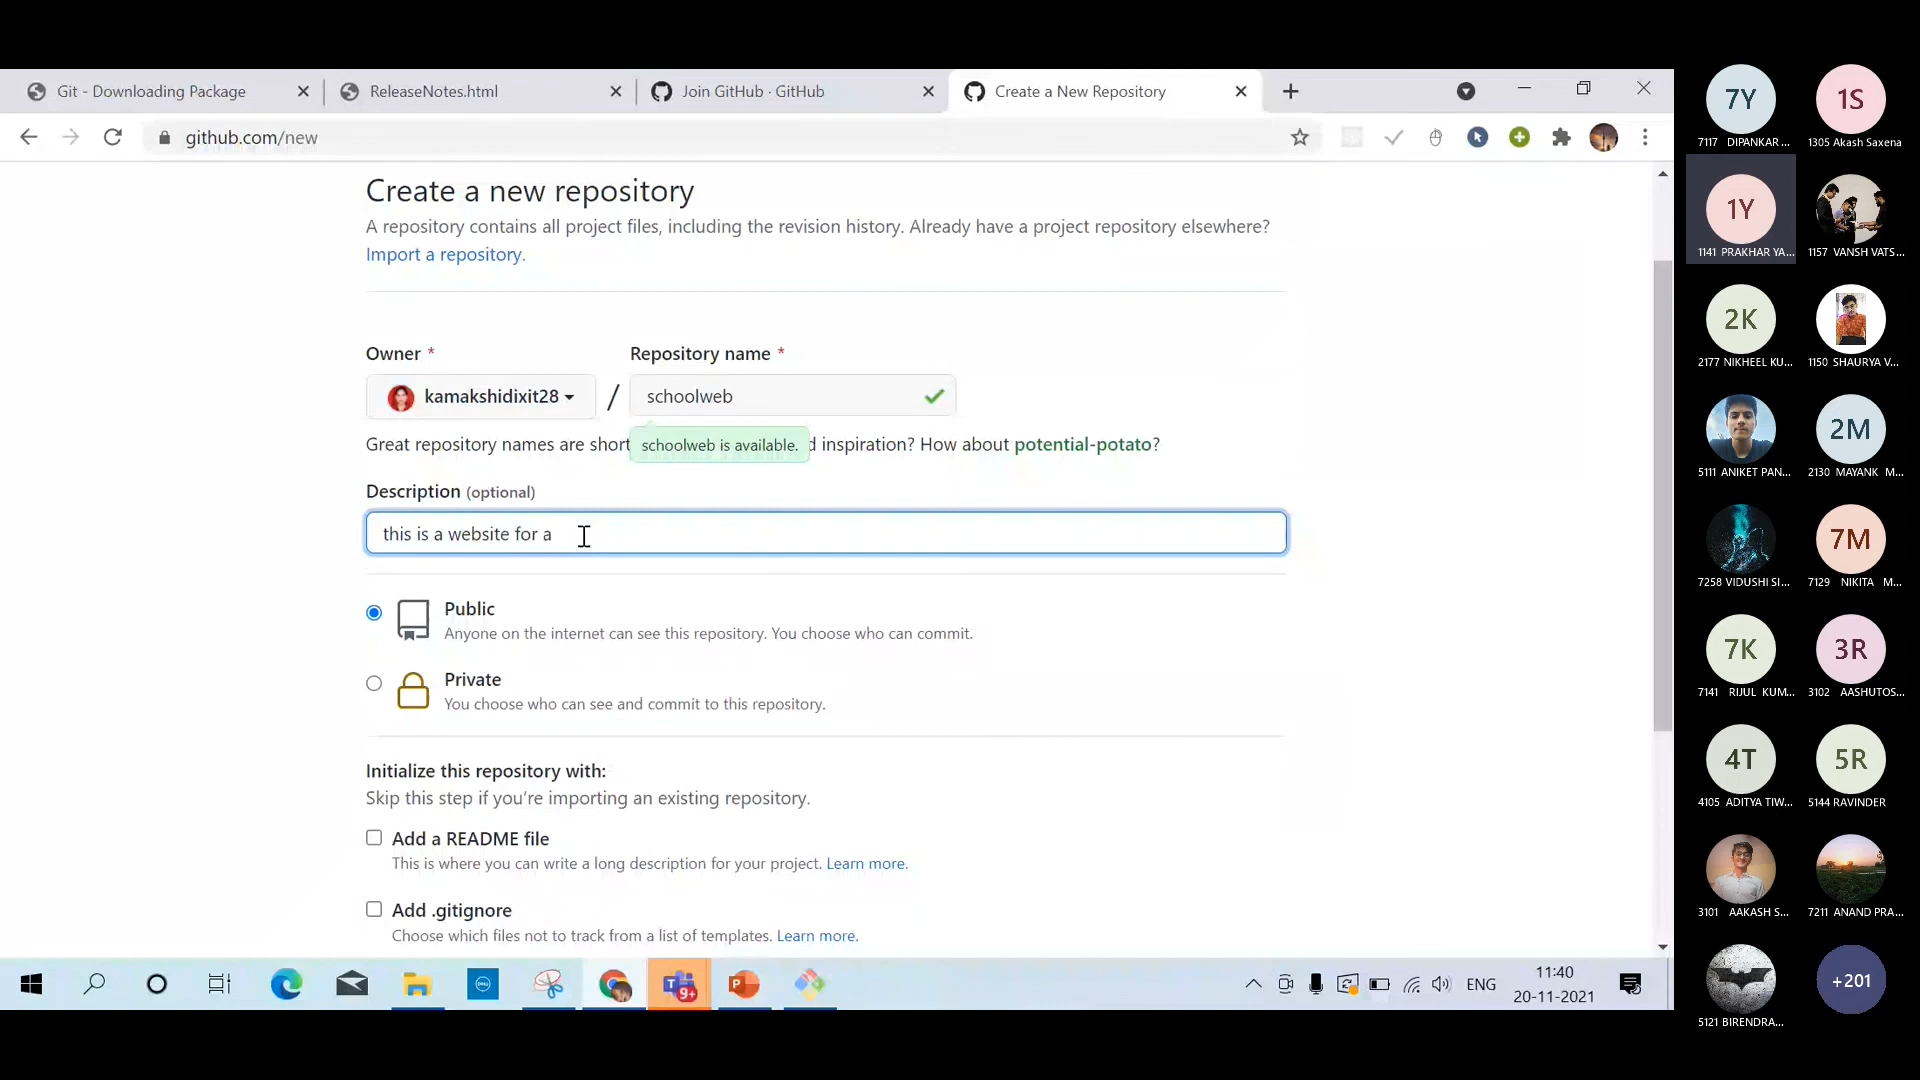 Git - Downloading Package
ReleaseNotes.html
Join GitHub · GitHub
Create a New Repository
github.com/new
Create a new repository
A repository contains all project files, including the revision history. Already have a project repository elsewhere?
Import a repository.
Owner *
Repository name *
kamakshidixit28
/
schoolweb
Great repository names are short
schoolweb is available.
d inspiration? How about potential-potato?
Description (optional)
this is a website for a
Public
Anyone on the internet can see this repository. You choose who can commit.
Private
You choose who can see and commit to this repository.
Initialize this repository with:
Skip this step if you're importing an existing repository.
Add a README file
This is where you can write a long description for your project. Learn more.
Add .gitignore
Choose which files not to track from a list of templates. Learn more.
9+
ENG
11:40
20-11-2021
7Y
7117 DIPANKAR ...
1S
1305 Akash Saxena
1Y
1141 PRAKHAR YA...
1157 VANSH VATS...
2K
2177 NIKHEEL KU...
1150 SHAURYA V...
5111 ANIKET PAN...
2M
2130 MAYANK M...
7258 VIDUSHI SI...
7M
7129 NIKITA M...
7K
7141 RIJUL KUM...
3R
3102 AASHUTOS...
4T
4105 ADITYA TIW...
5R
5144 RAVINDER
3101 AAKASH S...
7211 ANAND PRA...
5121 BIRENDRA...
+201